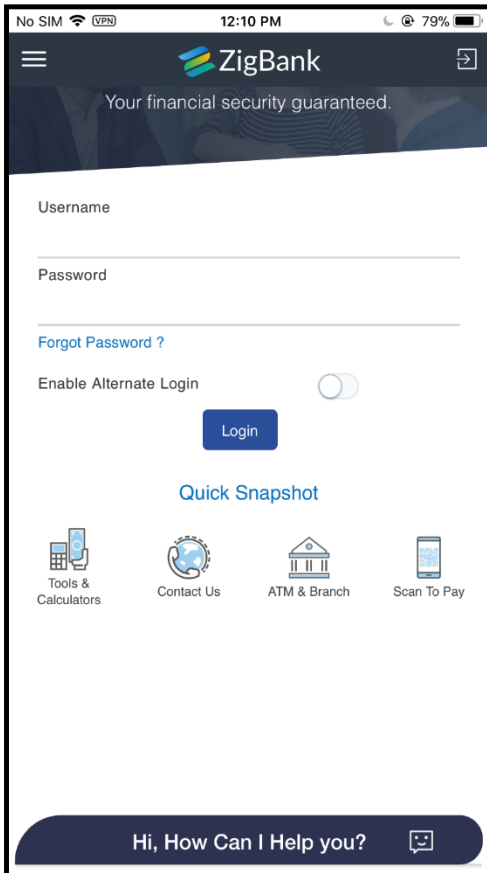 No SIM VPN 12:10 PM 79%
ZigBank
Your financial security guaranteed.
Username
Password
Forgot Password ?
Enable Alternate Login
Login
Quick Snapshot
Tools &
Calculators
Contact Us
ATM & Branch
Scan To Pay
Hi, How Can I Help you?